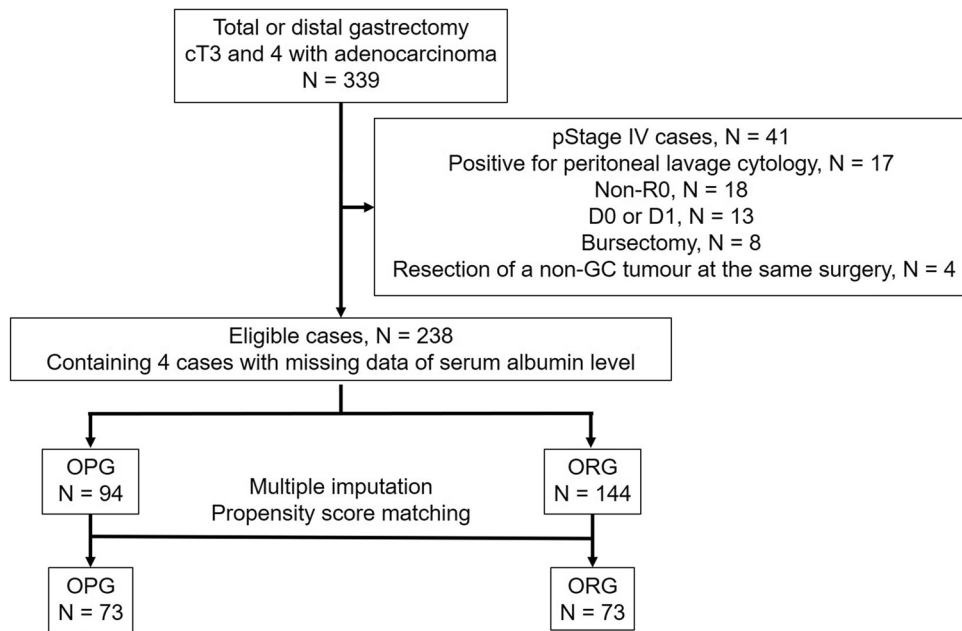 Total or distal gastrectomy
cT3 and 4 with adenocarcinoma
N = 339
pStage IV cases, N = 41
Positive for peritoneal lavage cytology, N = 17
Non-R0, N = 18
D0 or D1, N = 13
Bursectomy, N = 8
Resection of a non-GC tumour at the same surgery, N = 4
Eligible cases, N = 238
Containing 4 cases with missing data of serum albumin level
OPG
N = 94
ORG
N = 144
Multiple imputation
Propensity score matching
OPG
N = 73
ORG
N = 73